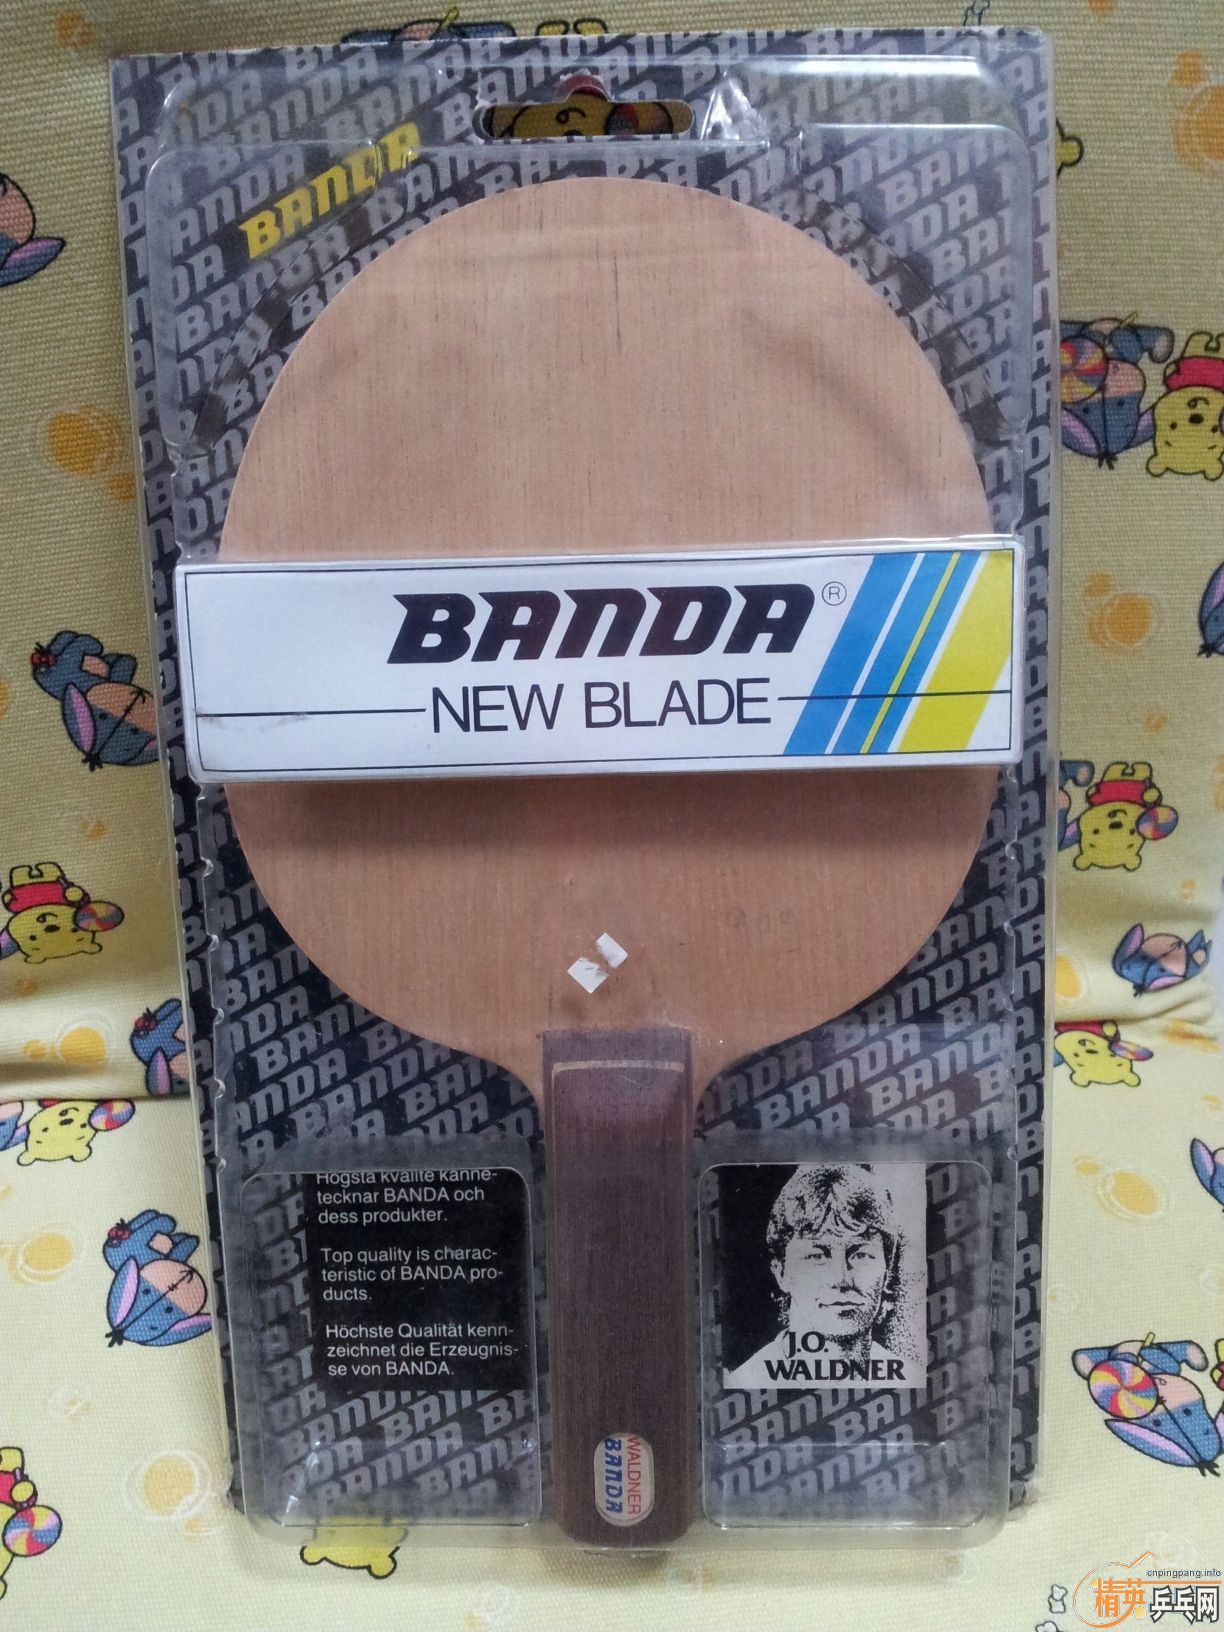 BANDA
BANDA®
NEW BLADE
Högsta kvalité känne-
tecknar BANDA och
dess produkter.
Top quality is charac-
teristic of BANDA pro-
ducts.
Höchste Qualität kenn-
zeichnet die Erzeugnis-
se von BANDA.
J.O.
WALDNER
WALDNER
BANDA
cnpingpang.info
精英乒乓网